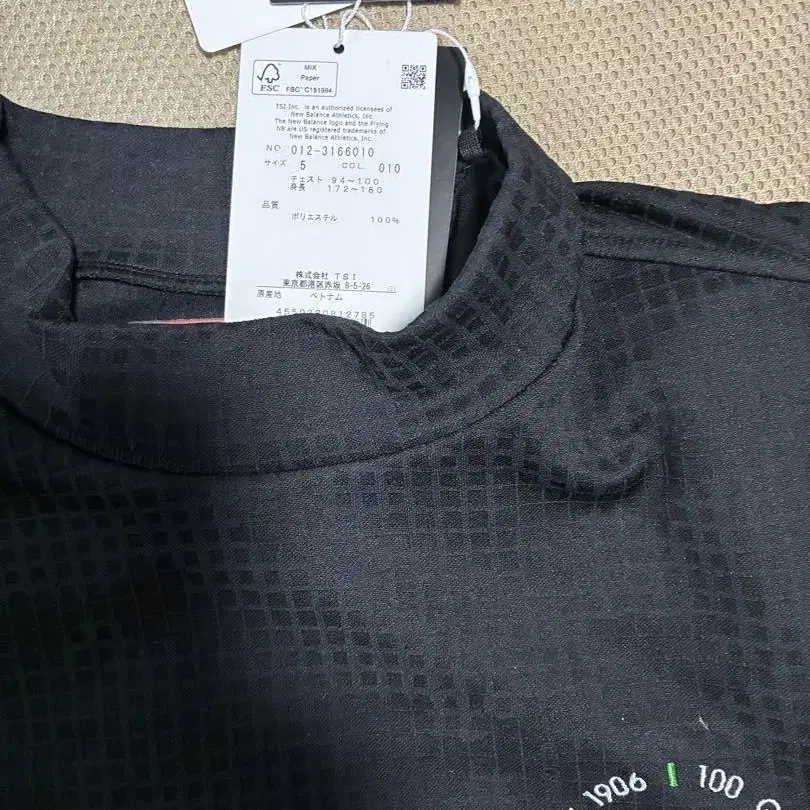 FSC
MIX
Paper
FSC™ C151994
TSI Inc. is an authorized licensees of
New Balance Athletics, Inc.
The New Balance logo and the Flying
NB are US registered trademarks of
New Balance Athletics, Inc.
NO. 012-3166010
サイズ 5 COL. 010
チェスト 94～100
身長 172～180
品質
ポリエステル 100%
株式会社 TSI
東京都港区赤坂 8-5-26 (2)
原産地 ベトナム
1906 | 100